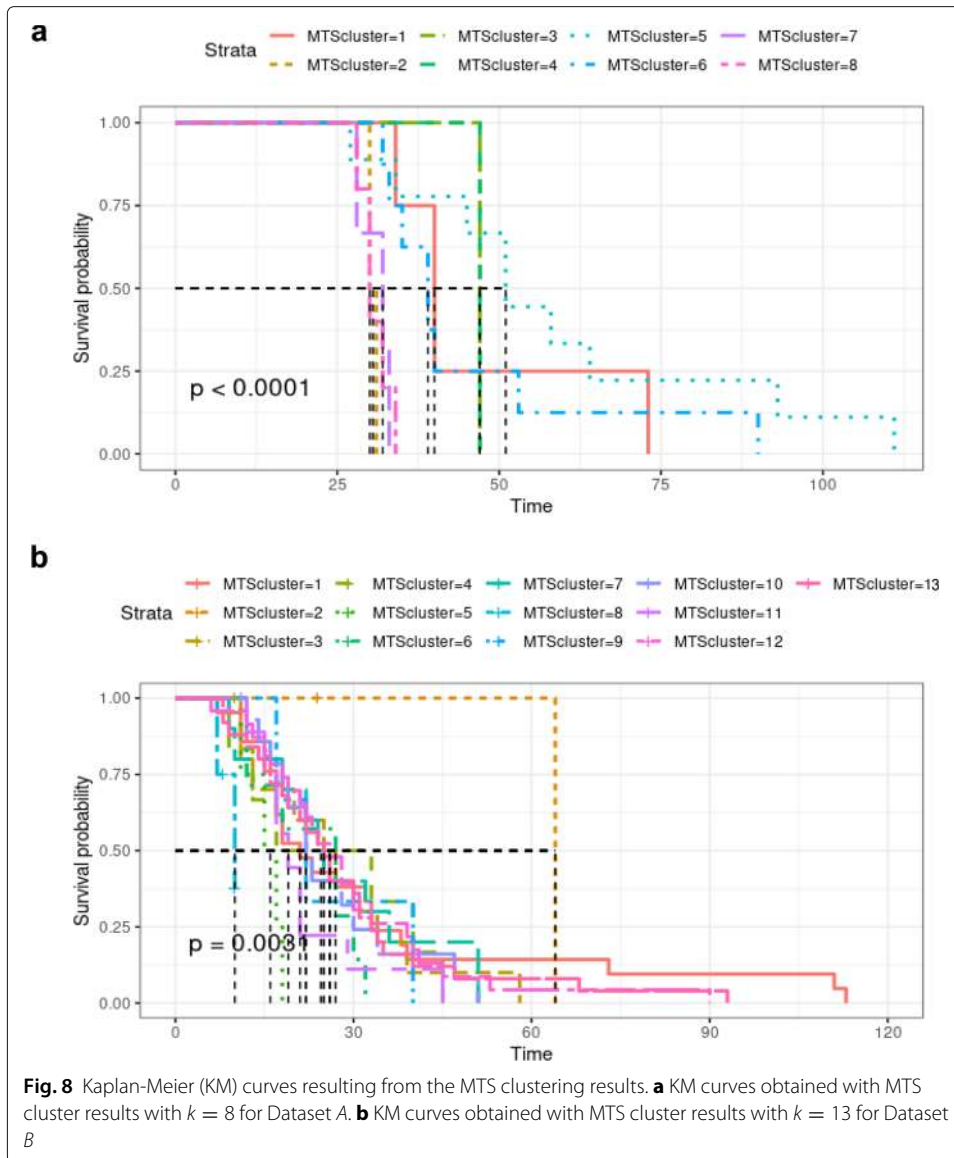 a
Strata
MTScluster=1 MTScluster=3 MTScluster=5 MTScluster=7
MTScluster=2 MTScluster=4 MTScluster=6 MTScluster=8
Survival probability
1.00
0.75
0.50
0.25
0.00
p < 0.0001
0 25 50 75 100
Time
b
Strata
MTScluster=1 MTScluster=4 MTScluster=7 MTScluster=10 MTScluster=13
MTScluster=2 MTScluster=5 MTScluster=8 MTScluster=11
MTScluster=3 MTScluster=6 MTScluster=9 MTScluster=12
Survival probability
1.00
0.75
0.50
0.25
0.00
p = 0.0031
0 30 60 90 120
Time
Fig. 8 Kaplan-Meier (KM) curves resulting from the MTS clustering results. a KM curves obtained with MTS
cluster results with k = 8 for Dataset A. b KM curves obtained with MTS cluster results with k = 13 for Dataset
B